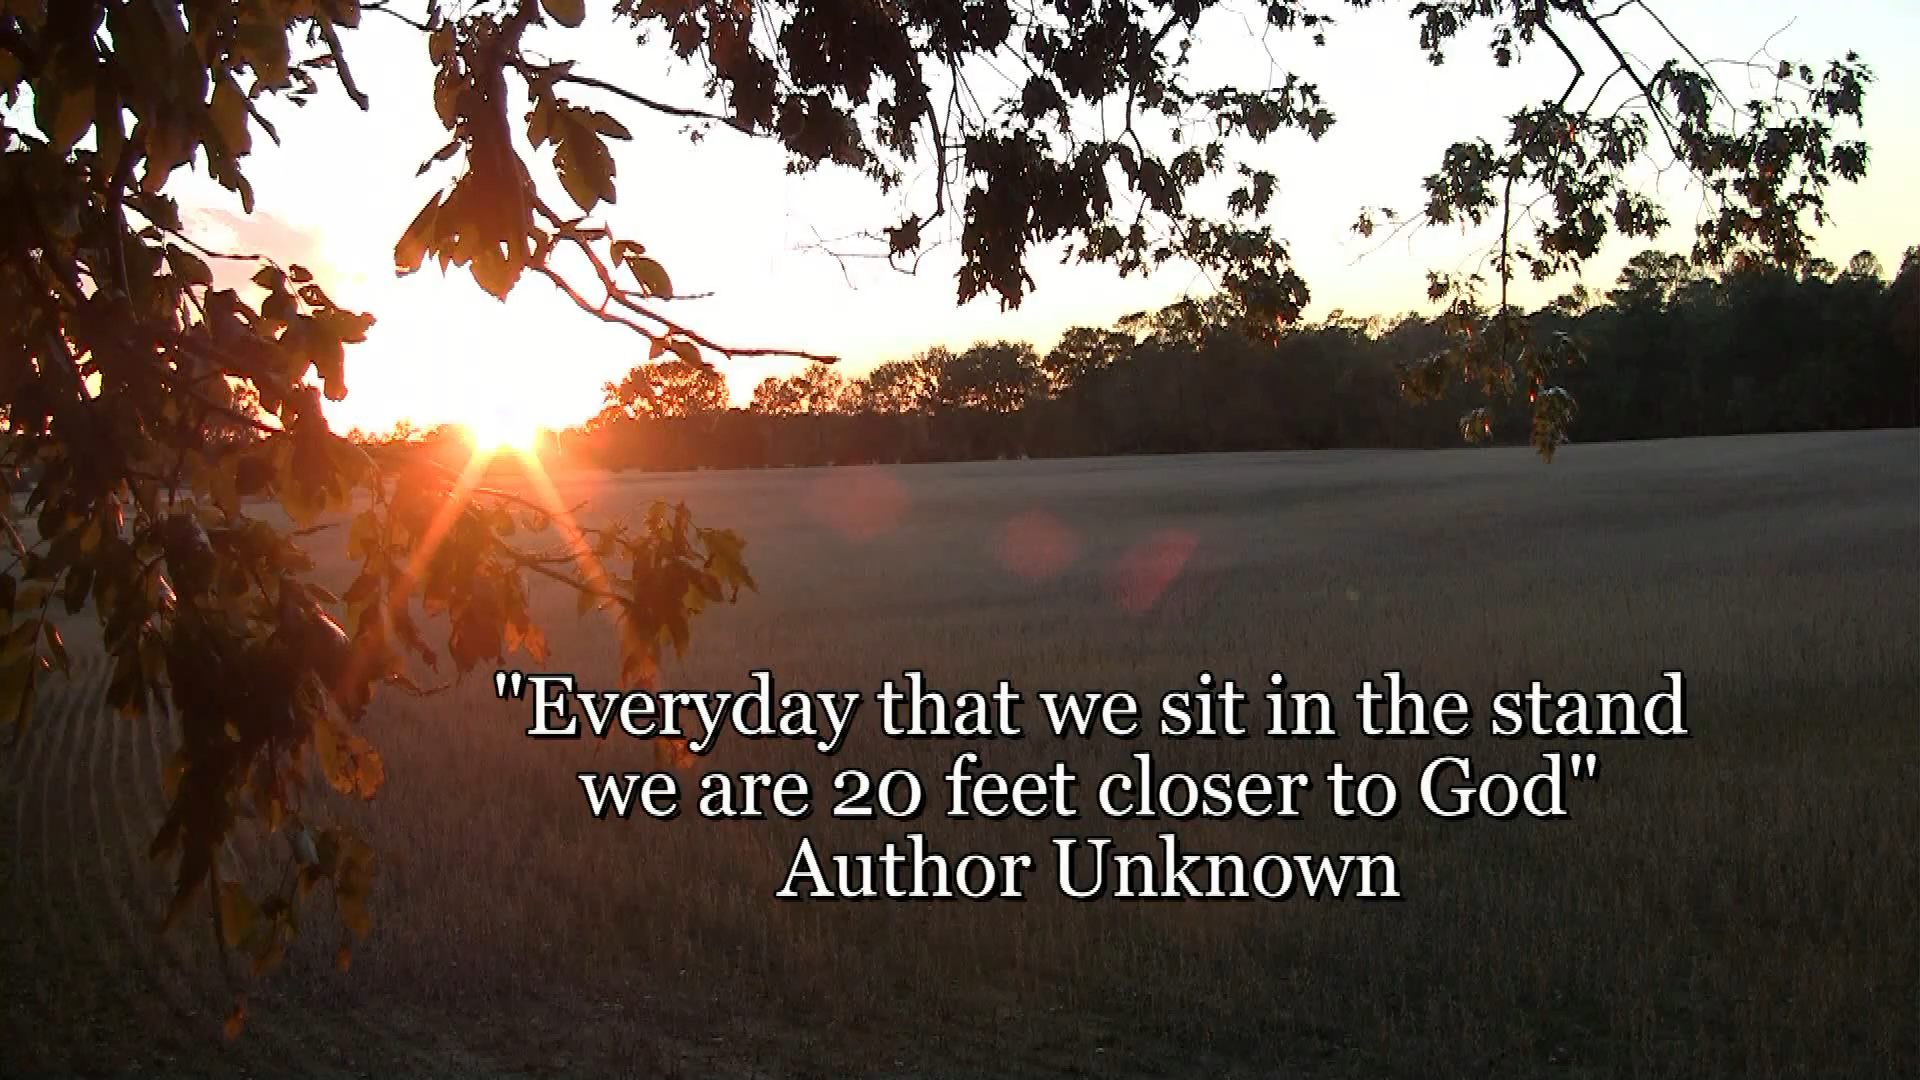 "Everyday that we sit in the stand
we are 20 feet closer to God"
Author Unknown